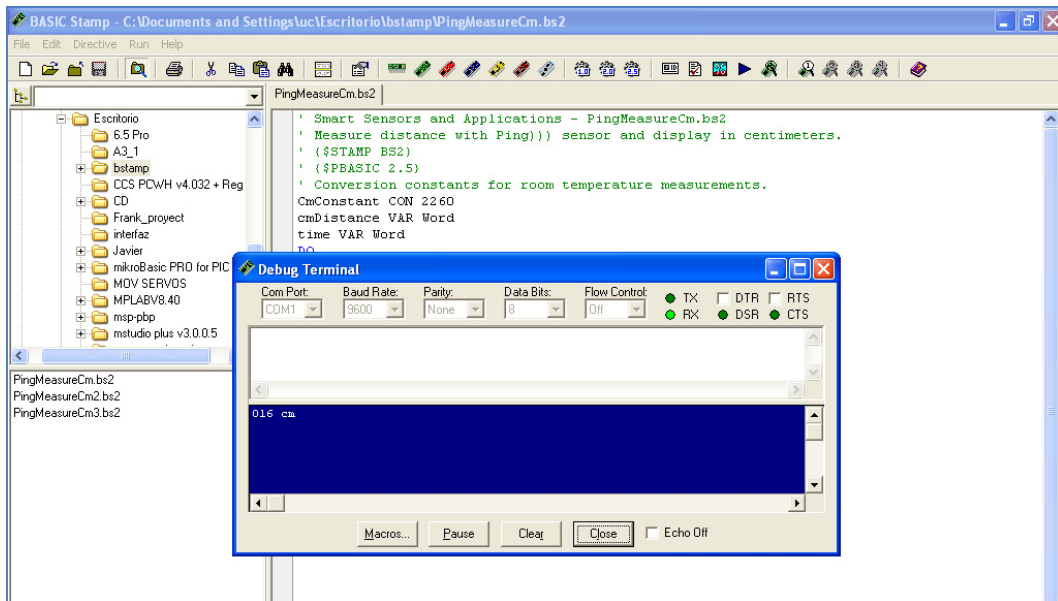 BASIC Stamp - C:\Documents and Settings\uc\Escritorio\bstamp\PingMeasureCm.bs2
File Edit Directive Run Help
PingMeasureCm.bs2
Escritorio
6.5 Pro
A3_1
bstamp
CCS PCWH v4.032 + Reg
CD
Frank_proyect
interfaz
Javier
mikroBasic PRO for PIC
MOV SERVOS
MPLABV8.40
msp-pbp
mstudio plus v3.0.0.5
PingMeasureCm.bs2
PingMeasureCm2.bs2
PingMeasureCm3.bs2
' Smart Sensors and Applications - PingMeasureCm.bs2
' Measure distance with Ping))) sensor and display in centimeters.
' {$STAMP BS2}
' {$PBASIC 2.5}
' Conversion constants for room temperature measurements.
CmConstant CON 2260
cmDistance VAR Word
time VAR Word
DO
Debug Terminal
Com Port: Baud Rate: Parity: Data Bits: Flow Control:
COM1 9600 None 8 Off
TX DTR RTS
RX DSR CTS
016 cm
Macros... Pause Clear Close Echo Off